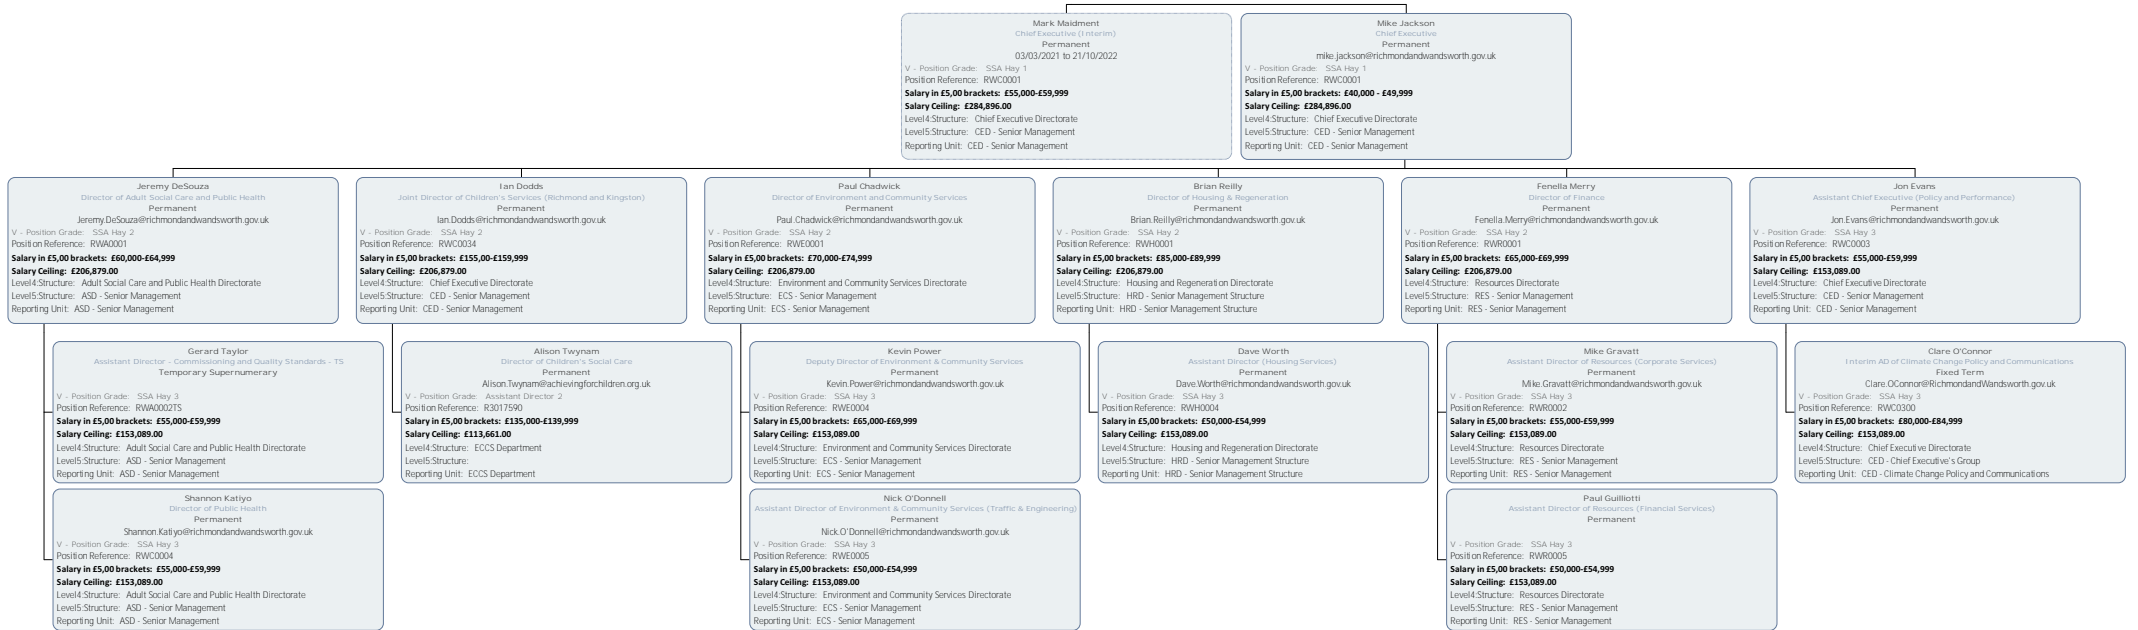 Mark Maidment
Chief Executive (Interim)
Permanent
03/03/2021 to 21/10/2022
V - Position Grade: SSA Hay 1
Position Reference: RWC0001
Salary in £5,00 brackets: £55,000-£59,999
Salary Ceiling: £284,896.00
Level4:Structure: Chief Executive Directorate
Level5:Structure: CED - Senior Management
Reporting Unit: CED - Senior Management
Mike Jackson
Chief Executive
Permanent
mike.jackson@richmondandwandsworth.gov.uk
V - Position Grade: SSA Hay 1
Position Reference: RWC0001
Salary in £5,00 brackets: £40,000 - £49,999
Salary Ceiling: £284,896.00
Level4:Structure: Chief Executive Directorate
Level5:Structure: CED - Senior Management
Reporting Unit: CED - Senior Management
Jeremy DeSouza
Director of Adult Social Care and Public Health
Permanent
Jeremy.DeSouza@richmondandwandsworth.gov.uk
V - Position Grade: SSA Hay 2
Position Reference: RWA0001
Salary in £5,00 brackets: £60,000-£64,999
Salary Ceiling: £206,879.00
Level4:Structure: Adult Social Care and Public Health Directorate
Level5:Structure: ASD - Senior Management
Reporting Unit: ASD - Senior Management
Ian Dodds
Joint Director of Children's Services (Richmond and Kingston)
Permanent
Ian.Dodds@richmondandwandsworth.gov.uk
V - Position Grade: SSA Hay 2
Position Reference: RWC0034
Salary in £5,00 brackets: £155,00-£159,999
Salary Ceiling: £206,879.00
Level4:Structure: Chief Executive Directorate
Level5:Structure: CED - Senior Management
Reporting Unit: CED - Senior Management
Paul Chadwick
Director of Environment and Community Services
Permanent
Paul.Chadwick@richmondandwandsworth.gov.uk
V - Position Grade: SSA Hay 2
Position Reference: RWE0001
Salary in £5,00 brackets: £70,000-£74,999
Salary Ceiling: £206,879.00
Level4:Structure: Environment and Community Services Directorate
Level5:Structure: ECS - Senior Management
Reporting Unit: ECS - Senior Management
Brian Reilly
Director of Housing & Regeneration
Permanent
Brian.Reilly@richmondandwandsworth.gov.uk
V - Position Grade: SSA Hay 2
Position Reference: RWH0001
Salary in £5,00 brackets: £85,000-£89,999
Salary Ceiling: £206,879.00
Level4:Structure: Housing and Regeneration Directorate
Level5:Structure: HRD - Senior Management Structure
Reporting Unit: HRD - Senior Management Structure
Fenella Merry
Director of Finance
Permanent
Fenella.Merry@richmondandwandsworth.gov.uk
V - Position Grade: SSA Hay 2
Position Reference: RWR0001
Salary in £5,00 brackets: £65,000-£69,999
Salary Ceiling: £206,879.00
Level4:Structure: Resources Directorate
Level5:Structure: RES - Senior Management
Reporting Unit: RES - Senior Management
Jon Evans
Assistant Chief Executive (Policy and Performance)
Permanent
Jon.Evans@richmondandwandsworth.gov.uk
V - Position Grade: SSA Hay 3
Position Reference: RWC0003
Salary in £5,00 brackets: £55,000-£59,999
Salary Ceiling: £153,089.00
Level4:Structure: Chief Executive Directorate
Level5:Structure: CED - Senior Management
Reporting Unit: CED - Senior Management
Gerard Taylor
Assistant Director - Commissioning and Quality Standards - TS
Temporary Supernumerary
V - Position Grade: SSA Hay 3
Position Reference: RWA0002TS
Salary in £5,00 brackets: £55,000-£59,999
Salary Ceiling: £153,089.00
Level4:Structure: Adult Social Care and Public Health Directorate
Level5:Structure: ASD - Senior Management
Reporting Unit: ASD - Senior Management
Alison Twynam
Director of Children's Social Care
Permanent
Alison.Twynam@achievingforchildren.org.uk
V - Position Grade: Assistant Director 2
Position Reference: R3017590
Salary in £5,00 brackets: £135,000-£139,999
Salary Ceiling: £113,661.00
Level4:Structure: ECCS Department
Level5:Structure:
Reporting Unit: ECCS Department
Kevin Power
Deputy Director of Environment & Community Services
Permanent
Kevin.Power@richmondandwandsworth.gov.uk
V - Position Grade: SSA Hay 3
Position Reference: RWE0004
Salary in £5,00 brackets: £65,000-£69,999
Salary Ceiling: £153,089.00
Level4:Structure: Environment and Community Services Directorate
Level5:Structure: ECS - Senior Management
Reporting Unit: ECS - Senior Management
Dave Worth
Assistant Director (Housing Services)
Permanent
Dave.Worth@richmondandwandsworth.gov.uk
V - Position Grade: SSA Hay 3
Position Reference: RWH0004
Salary in £5,00 brackets: £50,000-£54,999
Salary Ceiling: £153,089.00
Level4:Structure: Housing and Regeneration Directorate
Level5:Structure: HRD - Senior Management Structure
Reporting Unit: HRD - Senior Management Structure
Mike Gravatt
Assistant Director of Resources (Corporate Services)
Permanent
Mike.Gravatt@richmondandwandsworth.gov.uk
V - Position Grade: SSA Hay 3
Position Reference: RWR0002
Salary in £5,00 brackets: £55,000-£59,999
Salary Ceiling: £153,089.00
Level4:Structure: Resources Directorate
Level5:Structure: RES - Senior Management
Reporting Unit: RES - Senior Management
Clare O'Connor
Interim AD of Climate Change Policy and Communications
Fixed Term
Clare.OConnor@RichmondandWandsworth.gov.uk
V - Position Grade: SSA Hay 3
Position Reference: RWC0300
Salary in £5,00 brackets: £80,000-£84,999
Salary Ceiling: £153,089.00
Level4:Structure: Chief Executive Directorate
Level5:Structure: CED - Chief Executive's Group
Reporting Unit: CED - Climate Change Policy and Communications
Shannon Katiyo
Director of Public Health
Permanent
Shannon.Katiyo@richmondandwandsworth.gov.uk
V - Position Grade: SSA Hay 3
Position Reference: RWC0004
Salary in £5,00 brackets: £55,000-£59,999
Salary Ceiling: £153,089.00
Level4:Structure: Adult Social Care and Public Health Directorate
Level5:Structure: ASD - Senior Management
Reporting Unit: ASD - Senior Management
Nick O'Donnell
Assistant Director of Environment & Community Services (Traffic & Engineering)
Permanent
Nick.O'Donnell@richmondandwandsworth.gov.uk
V - Position Grade: SSA Hay 3
Position Reference: RWE0005
Salary in £5,00 brackets: £50,000-£54,999
Salary Ceiling: £153,089.00
Level4:Structure: Environment and Community Services Directorate
Level5:Structure: ECS - Senior Management
Reporting Unit: ECS - Senior Management
Paul Guilliotti
Assistant Director of Resources (Financial Services)
Permanent
V - Position Grade: SSA Hay 3
Position Reference: RWR0005
Salary in £5,00 brackets: £50,000-£54,999
Salary Ceiling: £153,089.00
Level4:Structure: Resources Directorate
Level5:Structure: RES - Senior Management
Reporting Unit: RES - Senior Management